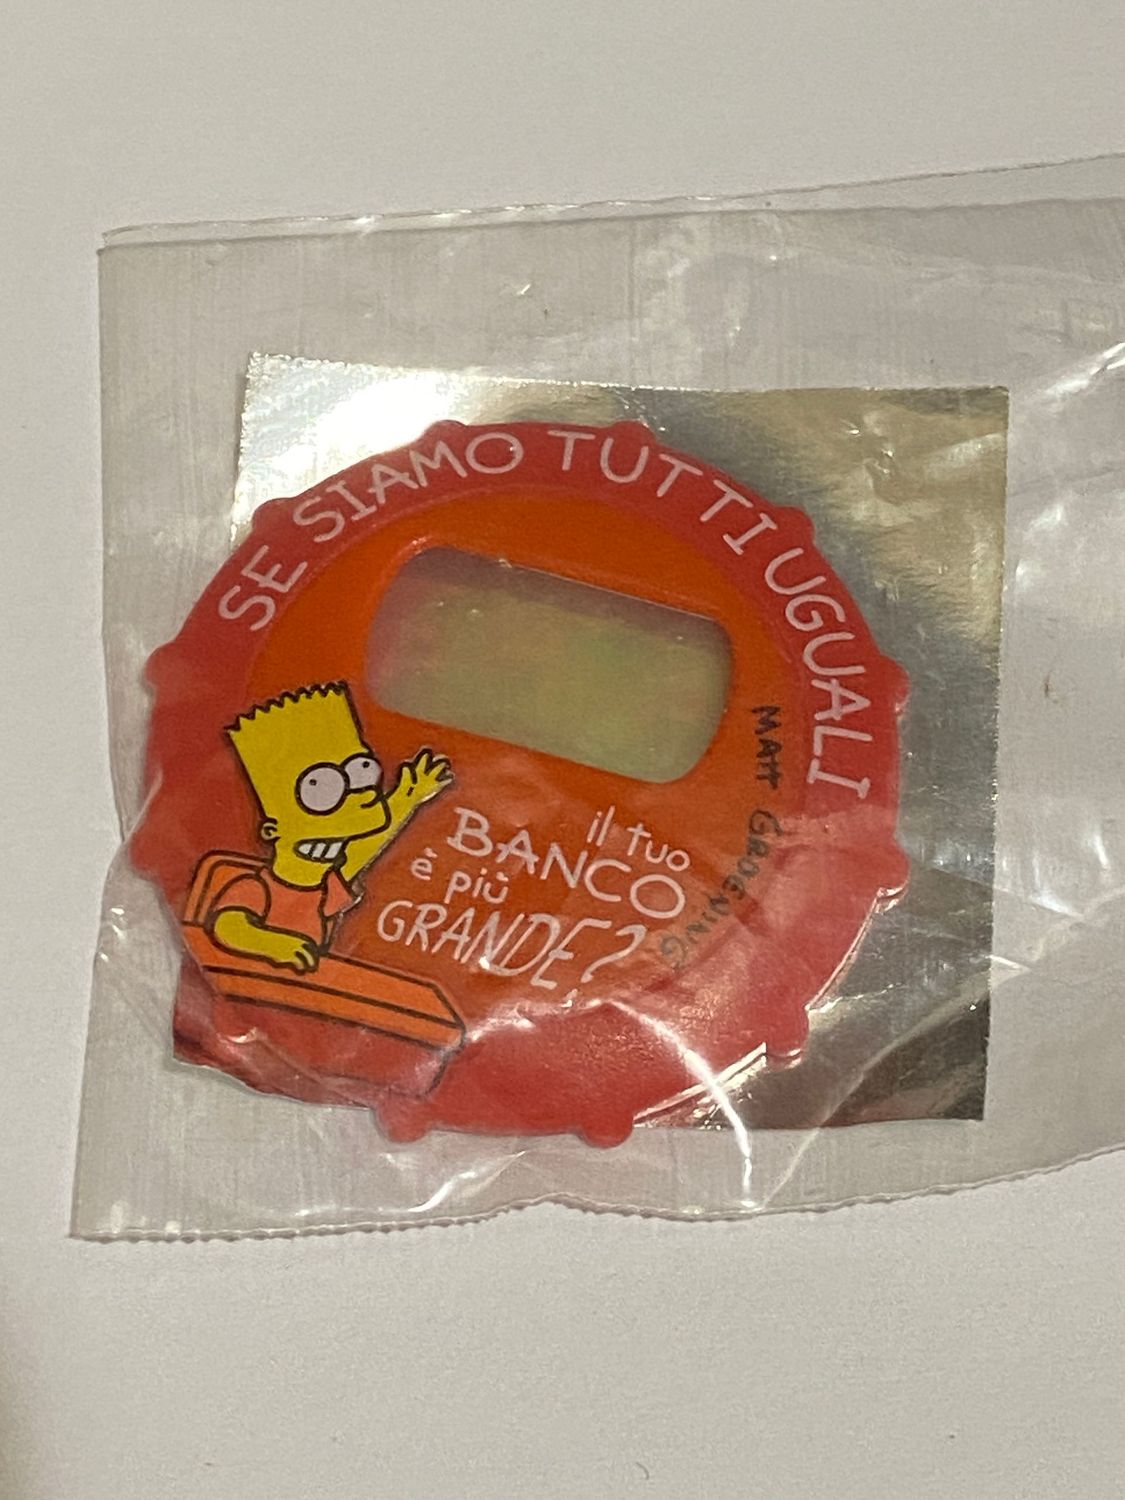 SE SIAMO TUTTI UGUALI
il tuo
BANCO
è più
GRANDE?
MATT GROENING